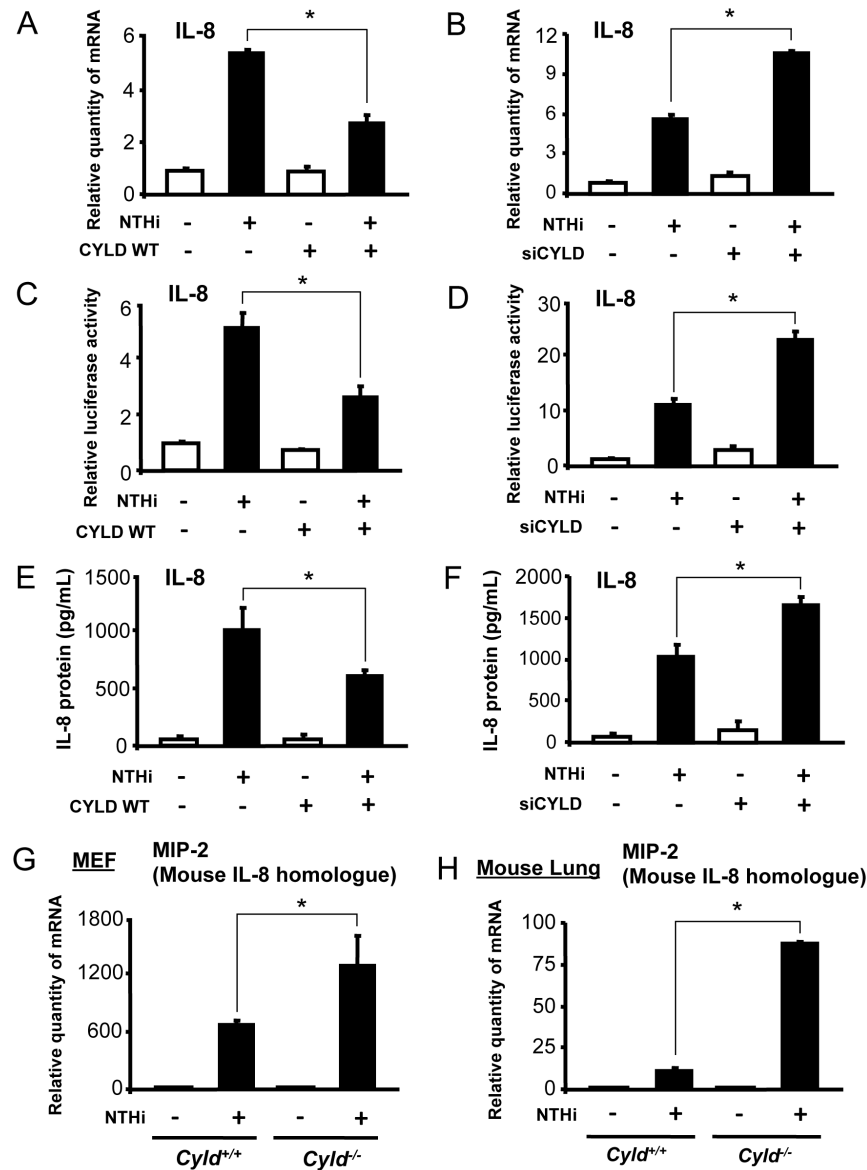 A
IL-8
*
Relative quantity of mRNA
6
4
2
0
NTHi - + - +
CYLD WT - - + +
B
IL-8
*
Relative quantity of mRNA
12
9
6
3
0
NTHi - + - +
siCYLD - - + +
C
IL-8
*
Relative luciferase activity
6
4
2
0
NTHi - + - +
CYLD WT - - + +
D
IL-8
*
Relative luciferase activity
30
20
10
0
NTHi - + - +
siCYLD - - + +
E
IL-8
*
IL-8 protein (pg/mL)
1500
1000
500
0
NTHi - + - +
CYLD WT - - + +
F
IL-8
*
IL-8 protein (pg/mL)
2000
1500
1000
500
0
NTHi - + - +
siCYLD - - + +
G MEF MIP-2
(Mouse IL-8 homologue)
*
Relative quantity of mRNA
1800
1200
600
0
NTHi - + - +
Cyld+/+ Cyld-/-
H Mouse Lung MIP-2
(Mouse IL-8 homologue)
*
Relative quantity of mRNA
100
75
50
25
0
NTHi - + - +
Cyld+/+ Cyld-/-